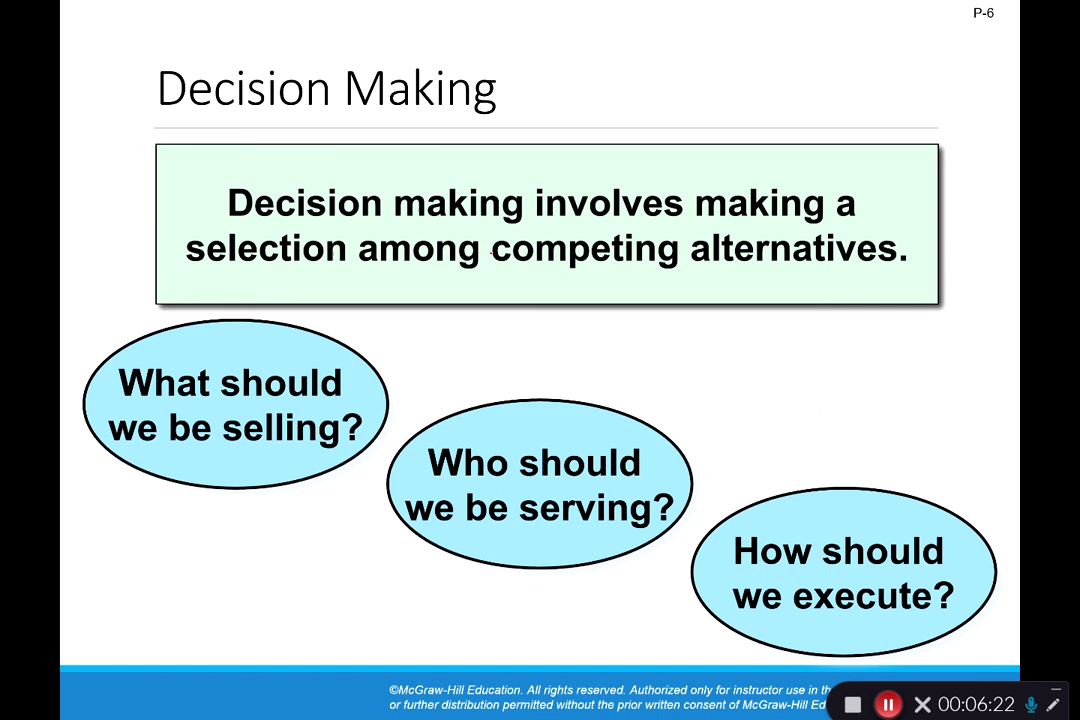 P-6
Decision Making
Decision making involves making a
selection among competing alternatives.
What should
we be selling?
Who should
we be serving?
How should
we execute?
©McGraw-Hill Education. All rights reserved. Authorized only for instructor use in
or further distribution permitted without the prior written consent of McGraw-Hill
00:06:22